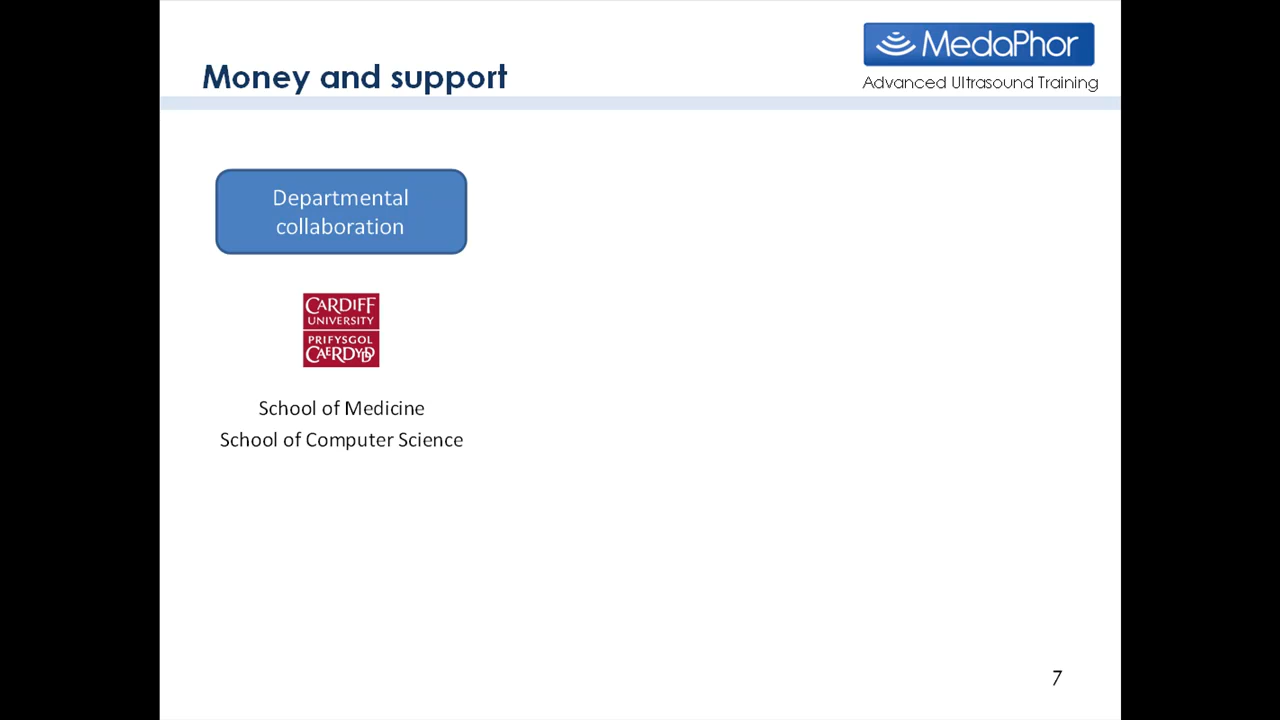 MedaPhor
Advanced Ultrasound Training
Money and support
Departmental
collaboration
CARDIFF
UNIVERSITY
PRIFYSGOL
CAERDYDD
School of Medicine
School of Computer Science
7